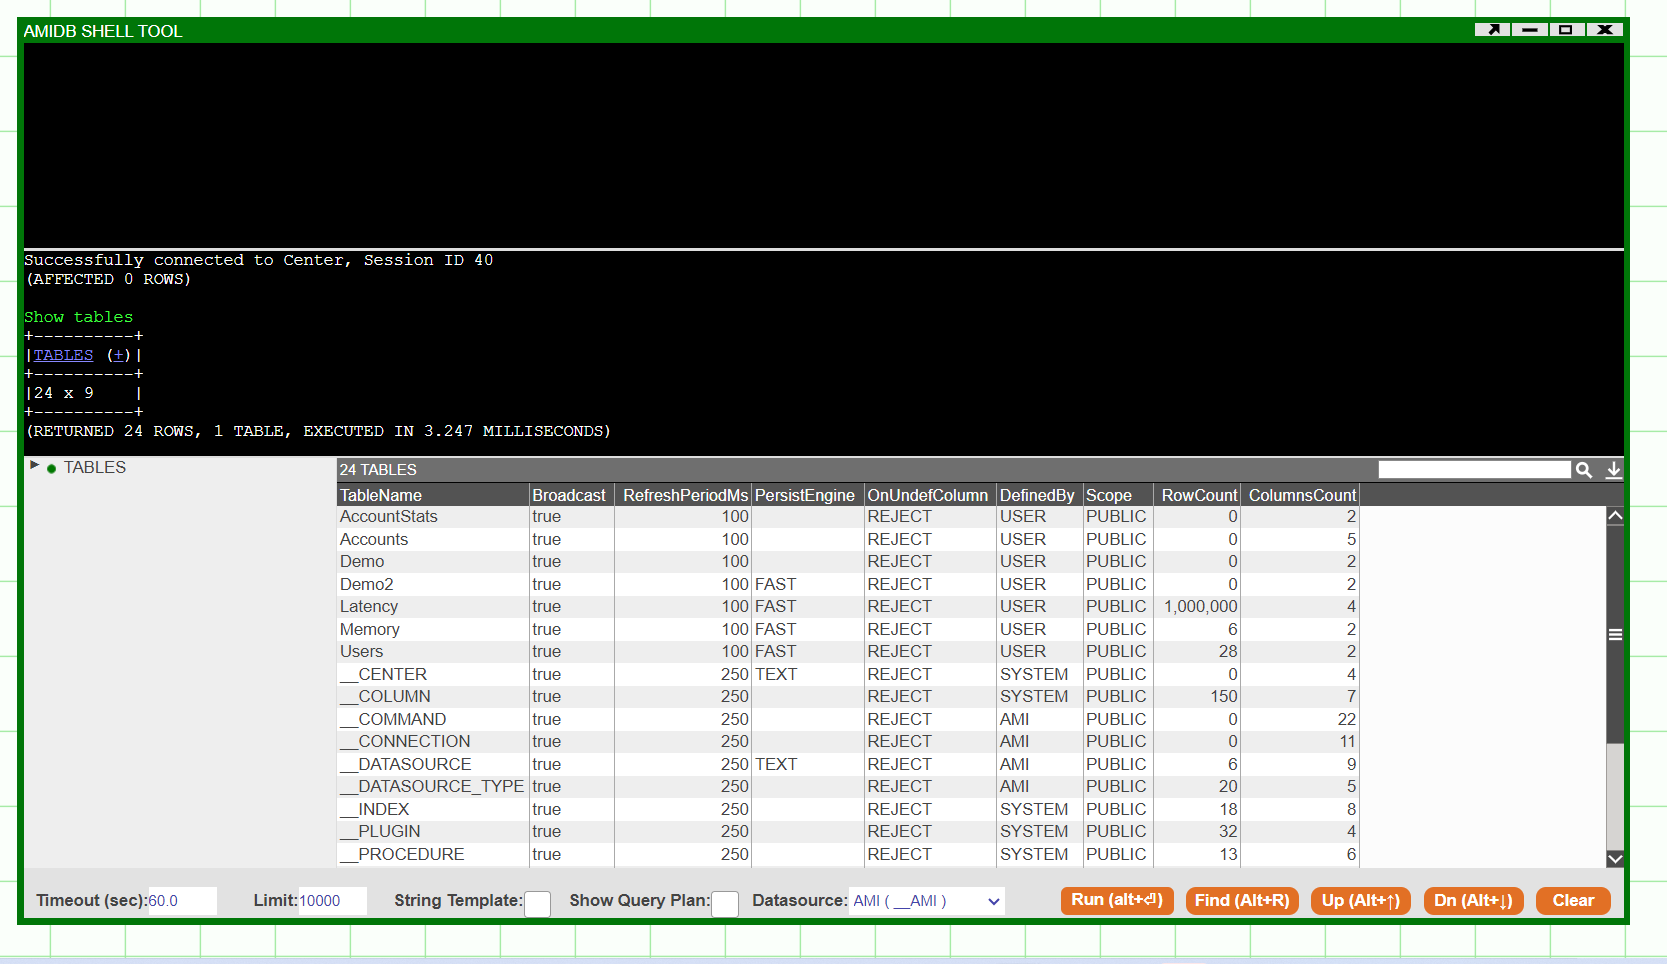 AMIDB SHELL TOOL
Successfully connected to Center, Session ID 40
(AFFECTED 0 ROWS)
Show tables
+----------+
|TABLES (+)|
+----------+
|24 x 9    |
+----------+
(RETURNED 24 ROWS, 1 TABLE, EXECUTED IN 3.247 MILLISECONDS)
TABLES
24 TABLES
TableName Broadcast RefreshPeriodMs PersistEngine OnUndefColumn DefinedBy Scope RowCount ColumnsCount
AccountStats true 100 REJECT USER PUBLIC 0 2
Accounts true 100 REJECT USER PUBLIC 0 5
Demo true 100 REJECT USER PUBLIC 0 2
Demo2 true 100 FAST REJECT USER PUBLIC 0 2
Latency true 100 FAST REJECT USER PUBLIC 1,000,000 4
Memory true 100 FAST REJECT USER PUBLIC 6 2
Users true 100 FAST REJECT USER PUBLIC 28 2
__CENTER true 250 TEXT REJECT SYSTEM PUBLIC 0 4
__COLUMN true 250 REJECT SYSTEM PUBLIC 150 7
__COMMAND true 250 REJECT AMI PUBLIC 0 22
__CONNECTION true 250 REJECT AMI PUBLIC 0 11
__DATASOURCE true 250 TEXT REJECT AMI PUBLIC 6 9
__DATASOURCE_TYPE true 250 REJECT AMI PUBLIC 20 5
__INDEX true 250 REJECT SYSTEM PUBLIC 18 8
__PLUGIN true 250 REJECT SYSTEM PUBLIC 32 4
__PROCEDURE true 250 REJECT SYSTEM PUBLIC 13 6
Timeout (sec): 60.0 Limit: 10000 String Template: Show Query Plan: Datasource: AMI ( __AMI ) Run (alt+⏎) Find (Alt+R) Up (Alt+↑) Dn (Alt+↓) Clear